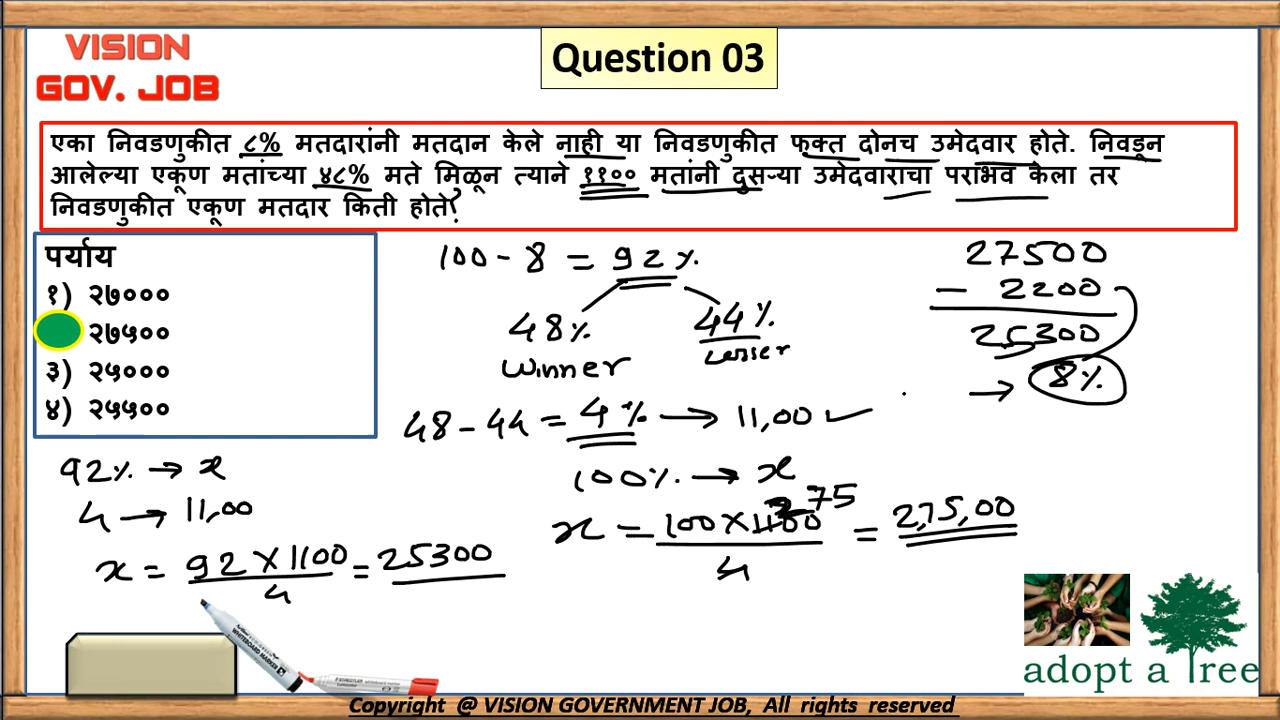 VISION
GOV. JOB
Question 03
एका निवडणुकीत ८% मतदारांनी मतदान केले नाही या निवडणुकीत फक्त दोनच उमेदवार होते. निवडून
आलेल्या एकूण मतांच्या ४८% मते मिळून त्याने ११०० मतांनी दुसऱ्या उमेदवाराचा पराभव केला तर
निवडणुकीत एकूण मतदार किती होते?
पर्याय
१) २७०००
२७५००
३) २५०००
४) २५५००
100 - 8 = 92%
48% 44%
winner Losser
48 - 44 = 4% → 11,00
100% → x
x = 100 × 1100 / 4 = 2,75,00
275
27500
- 2200
25300
→ 8%
92% → x
4 → 11,00
x = 92 × 1100 / 4 = 25300
adopt a Tree
Copyright @ VISION GOVERNMENT JOB, All rights reserved